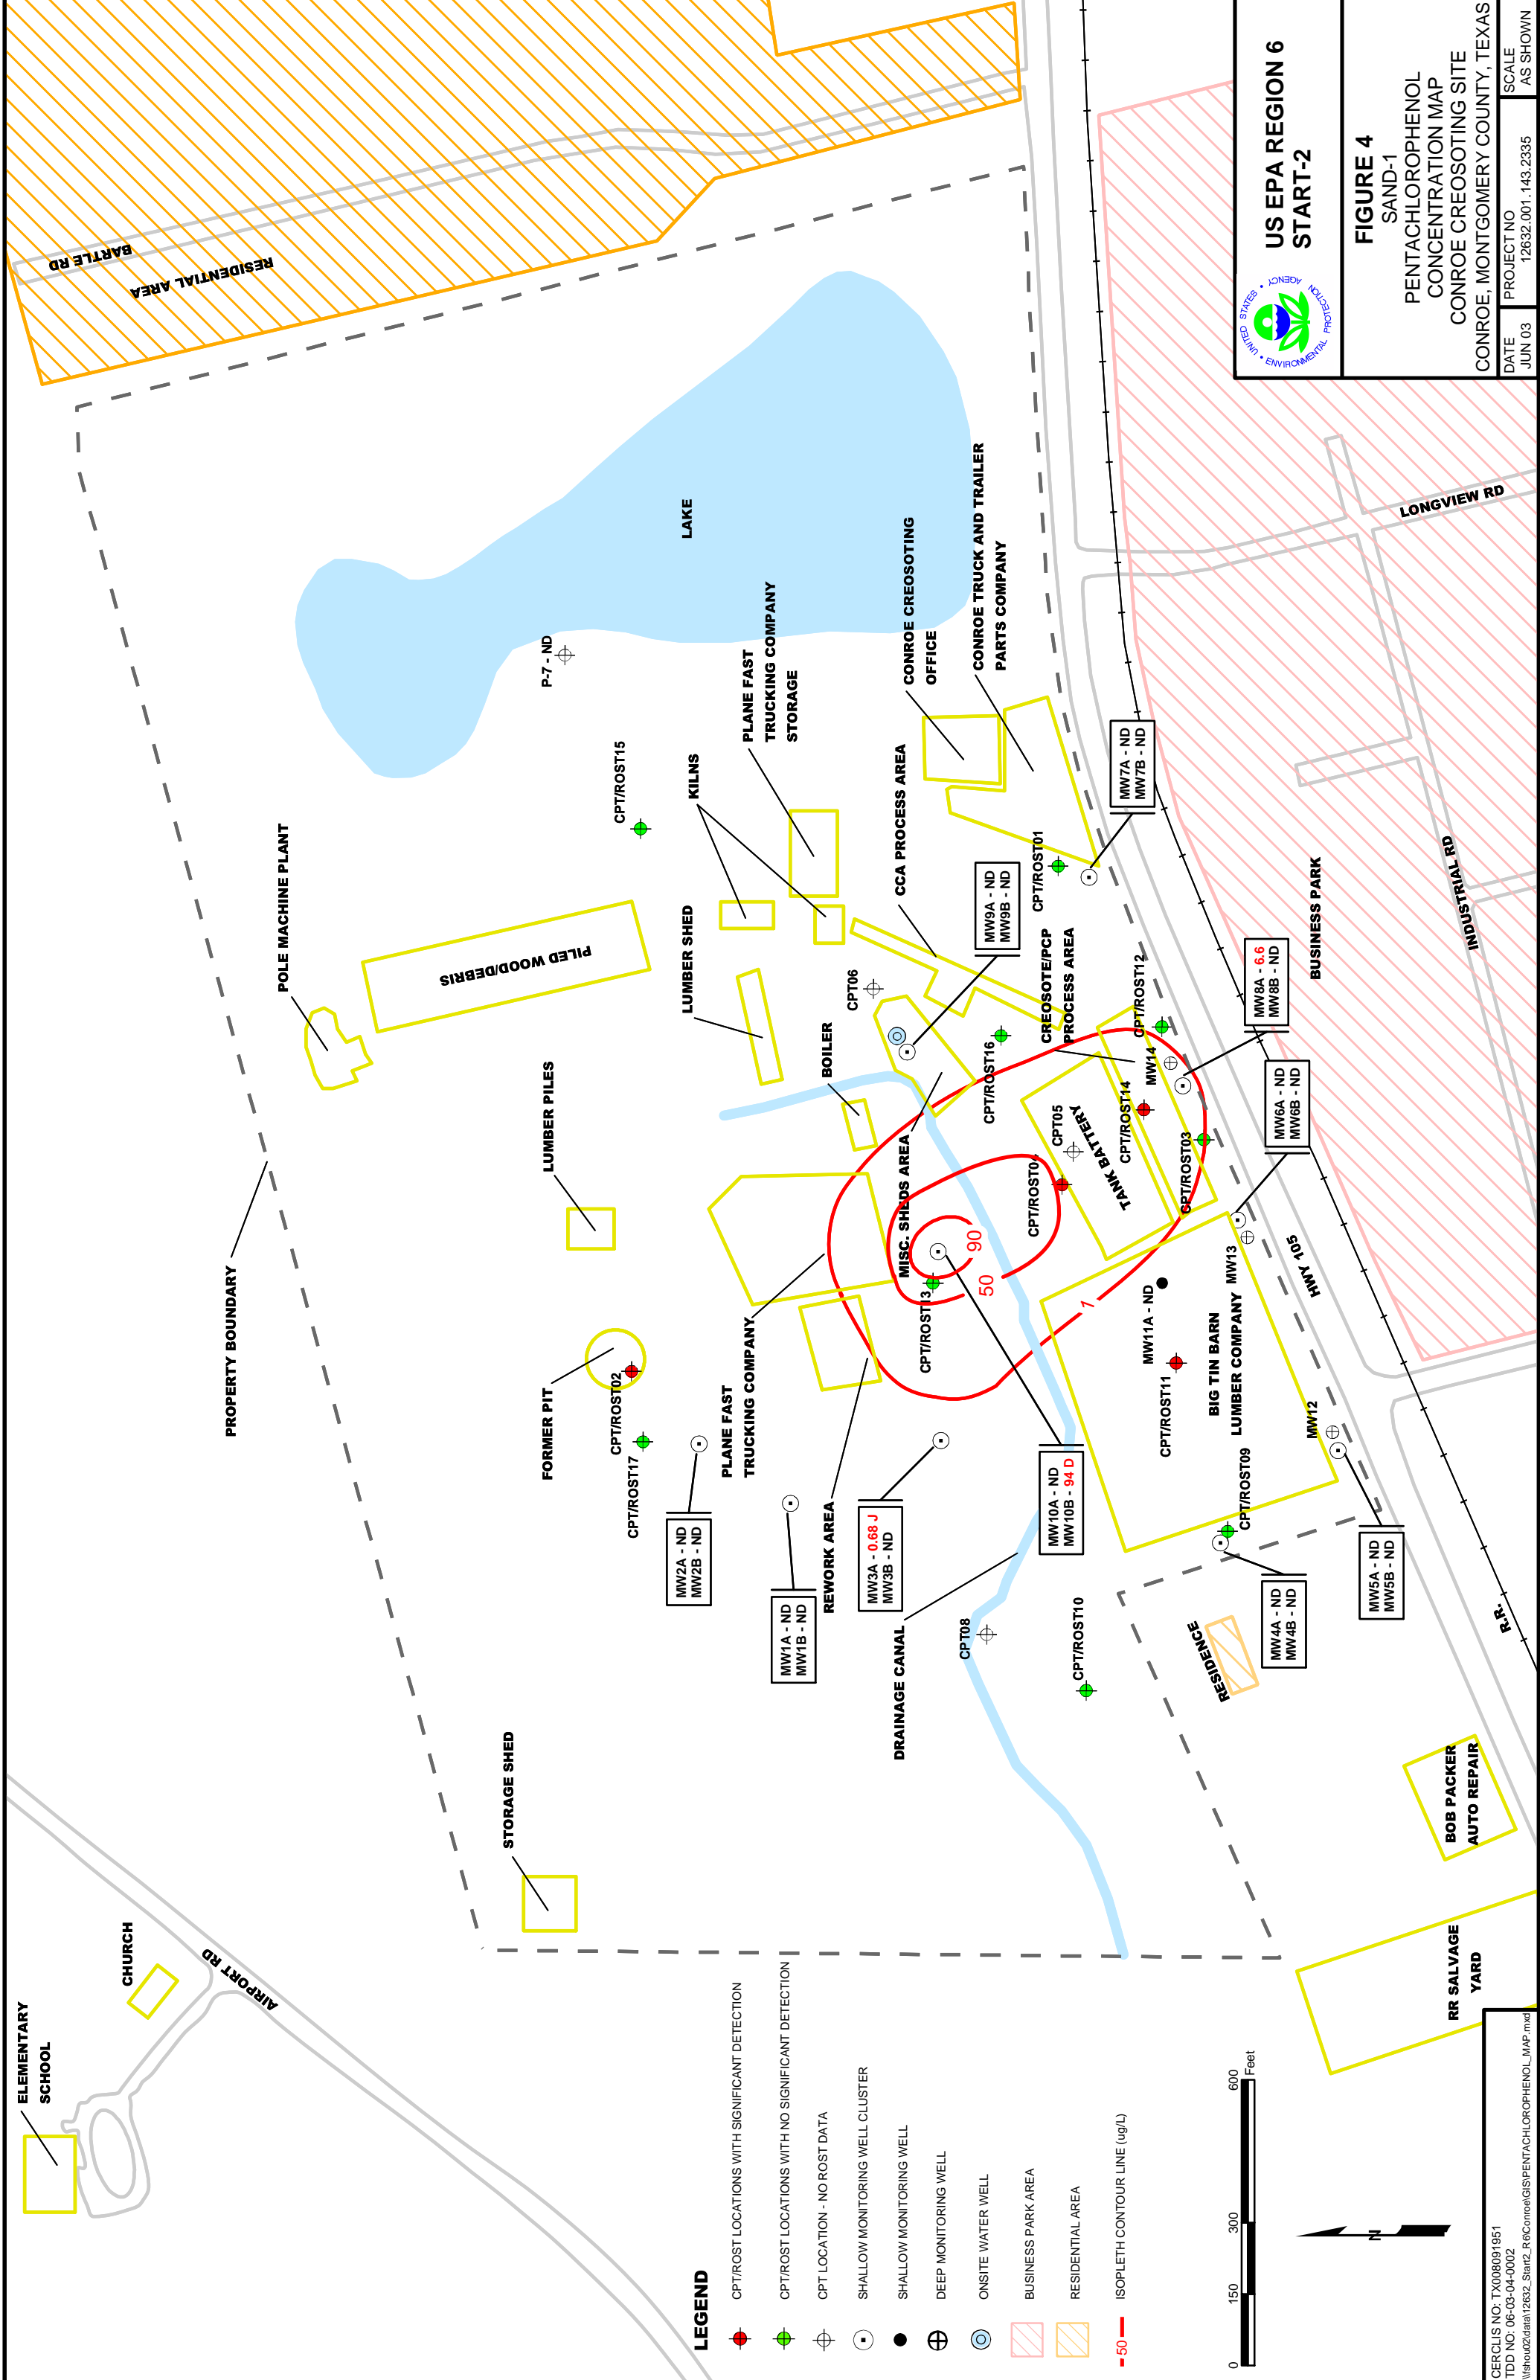 ELEMENTARY
SCHOOL
CHURCH
AIRPORT RD
STORAGE SHED
PROPERTY BOUNDARY
BARTLE RD
RESIDENTIAL AREA
POLE MACHINE PLANT
PILED WOOD/DEBRIS
LUMBER PILES
FORMER PIT
CPT/ROST02
CPT/ROST17
MW2A - ND
MW2B - ND
P-7 - ND
LAKE
CPT/ROST15
KILNS
LUMBER SHED
PLANE FAST
TRUCKING COMPANY
STORAGE
PLANE FAST
TRUCKING COMPANY
MW1A - ND
MW1B - ND
REWORK AREA
BOILER
CPT06
CCA PROCESS AREA
CONROE CREOSOTING
OFFICE
CONROE TRUCK AND TRAILER
PARTS COMPANY
MW3A - 0.68 J
MW3B - ND
DRAINAGE CANAL
MISC. SHEDS AREA
CPT/ROST13
90
50
1
CPT/ROST16
MW9A - ND
MW9B - ND
CPT/ROST01
CREOSOTE/PCP
PROCESS AREA
CPT08
CPT/ROST10
MW10A - ND
MW10B - 94 D
CPT/ROST04
CPT05
TANK BATTERY
CPT/ROST14
MW14
CPT/ROST12
MW7A - ND
MW7B - ND
CPT/ROST03
MW11A - ND
CPT/ROST11
BIG TIN BARN
LUMBER COMPANY
MW13
CPT/ROST09
MW12
RESIDENCE
MW4A - ND
MW4B - ND
MW5A - ND
MW5B - ND
MW6A - ND
MW6B - ND
MW8A - 6.6
MW8B - ND
HWY 105
BUSINESS PARK
LONGVIEW RD
INDUSTRIAL RD
R.R.
BOB PACKER
AUTO REPAIR
RR SALVAGE
YARD
LEGEND
CPT/ROST LOCATIONS WITH SIGNIFICANT DETECTION
CPT/ROST LOCATIONS WITH NO SIGNIFICANT DETECTION
CPT LOCATION - NO ROST DATA
SHALLOW MONITORING WELL CLUSTER
SHALLOW MONITORING WELL
DEEP MONITORING WELL
ONSITE WATER WELL
BUSINESS PARK AREA
RESIDENTIAL AREA
50 ISOPLETH CONTOUR LINE (ug/L)
0 150 300 600
Feet
N
CERCLIS NO: TX008091951
TDD NO: 06-03-04-0002
UNITED STATES • ENVIRONMENTAL PROTECTION AGENCY •
US EPA REGION 6
START-2
FIGURE 4
SAND-1
PENTACHLOROPHENOL
CONCENTRATION MAP
CONROE CREOSOTING SITE
CONROE, MONTGOMERY COUNTY, TEXAS
DATE
JUN 03
PROJECT NO
12632.001.143.2335
SCALE
AS SHOWN